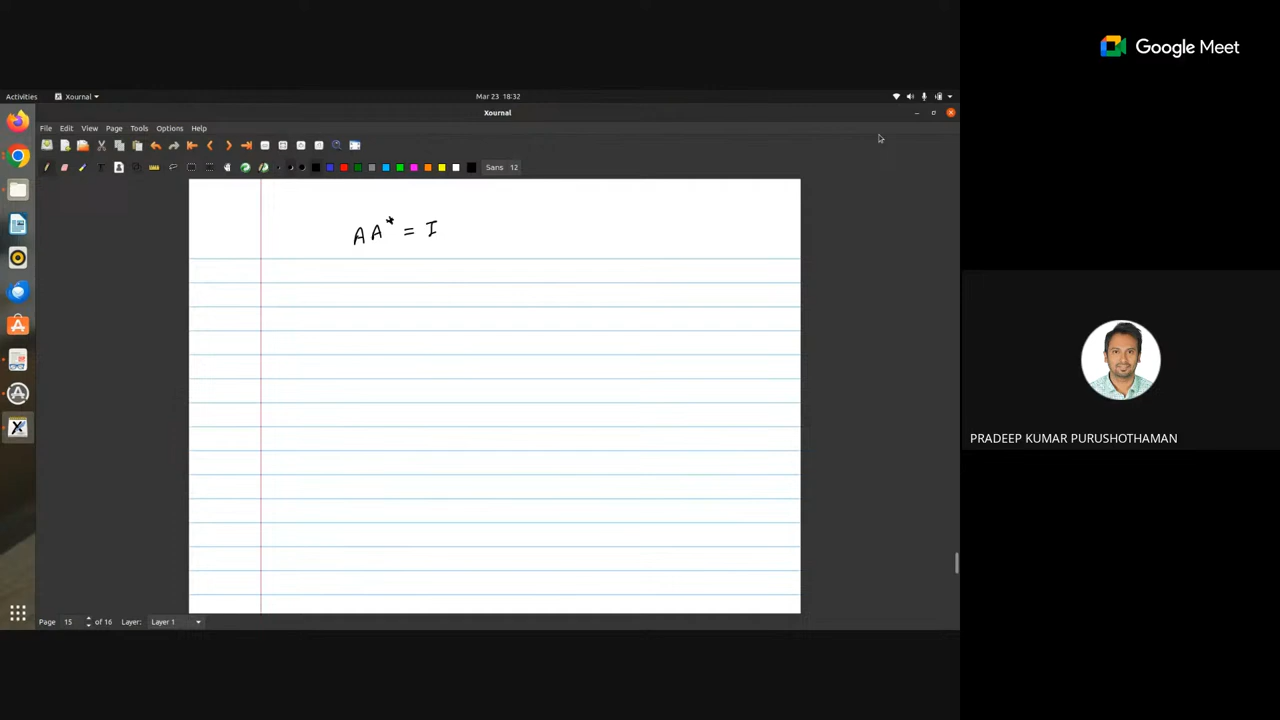 Google Meet
Activities
Xournal
Mar 23 18:32
Xournal
File Edit View Page Tools Options Help
Sans 12
AA* = I
PRADEEP KUMAR PURUSHOTHAMAN
Page 15 of 16 Layer: Layer 1